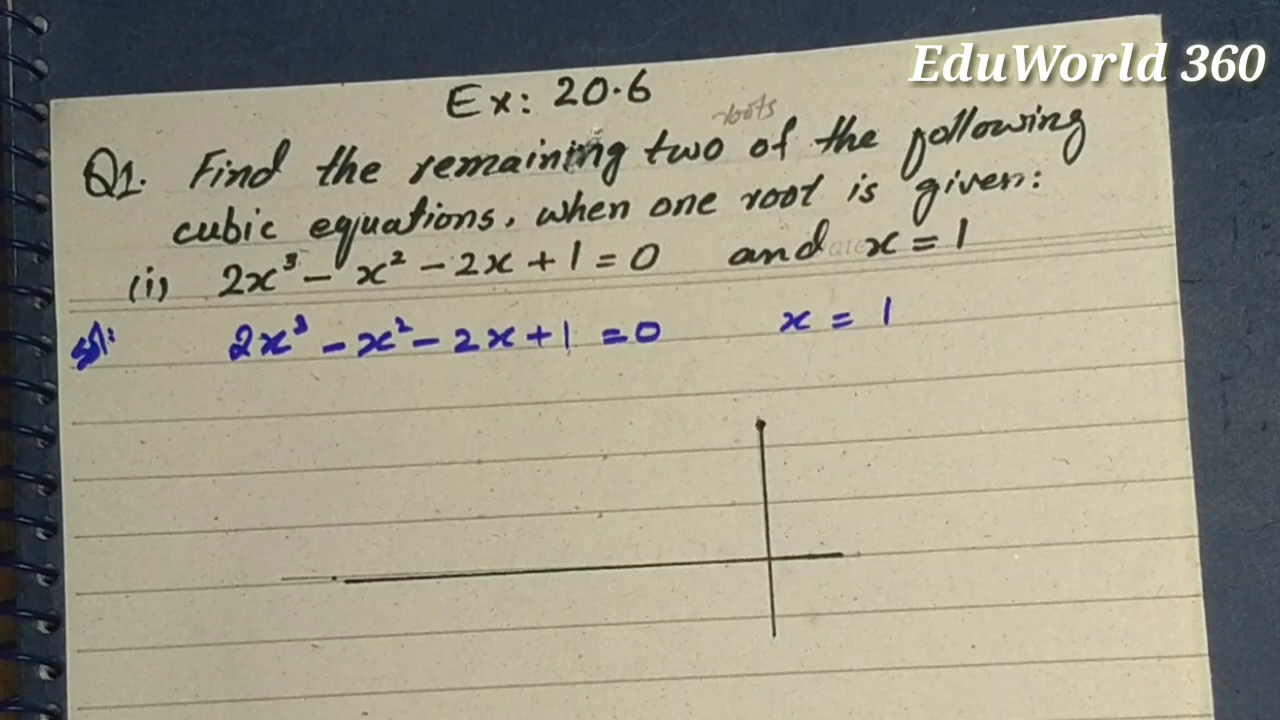 EduWorld 360
Ex: 20.6
roots
Q1. Find the remaining two of the following
cubic equations, when one root is given:
(i) 2x³ - x² - 2x + 1 = 0 and x = 1
Sol: 2x³ - x² - 2x + 1 = 0 x = 1